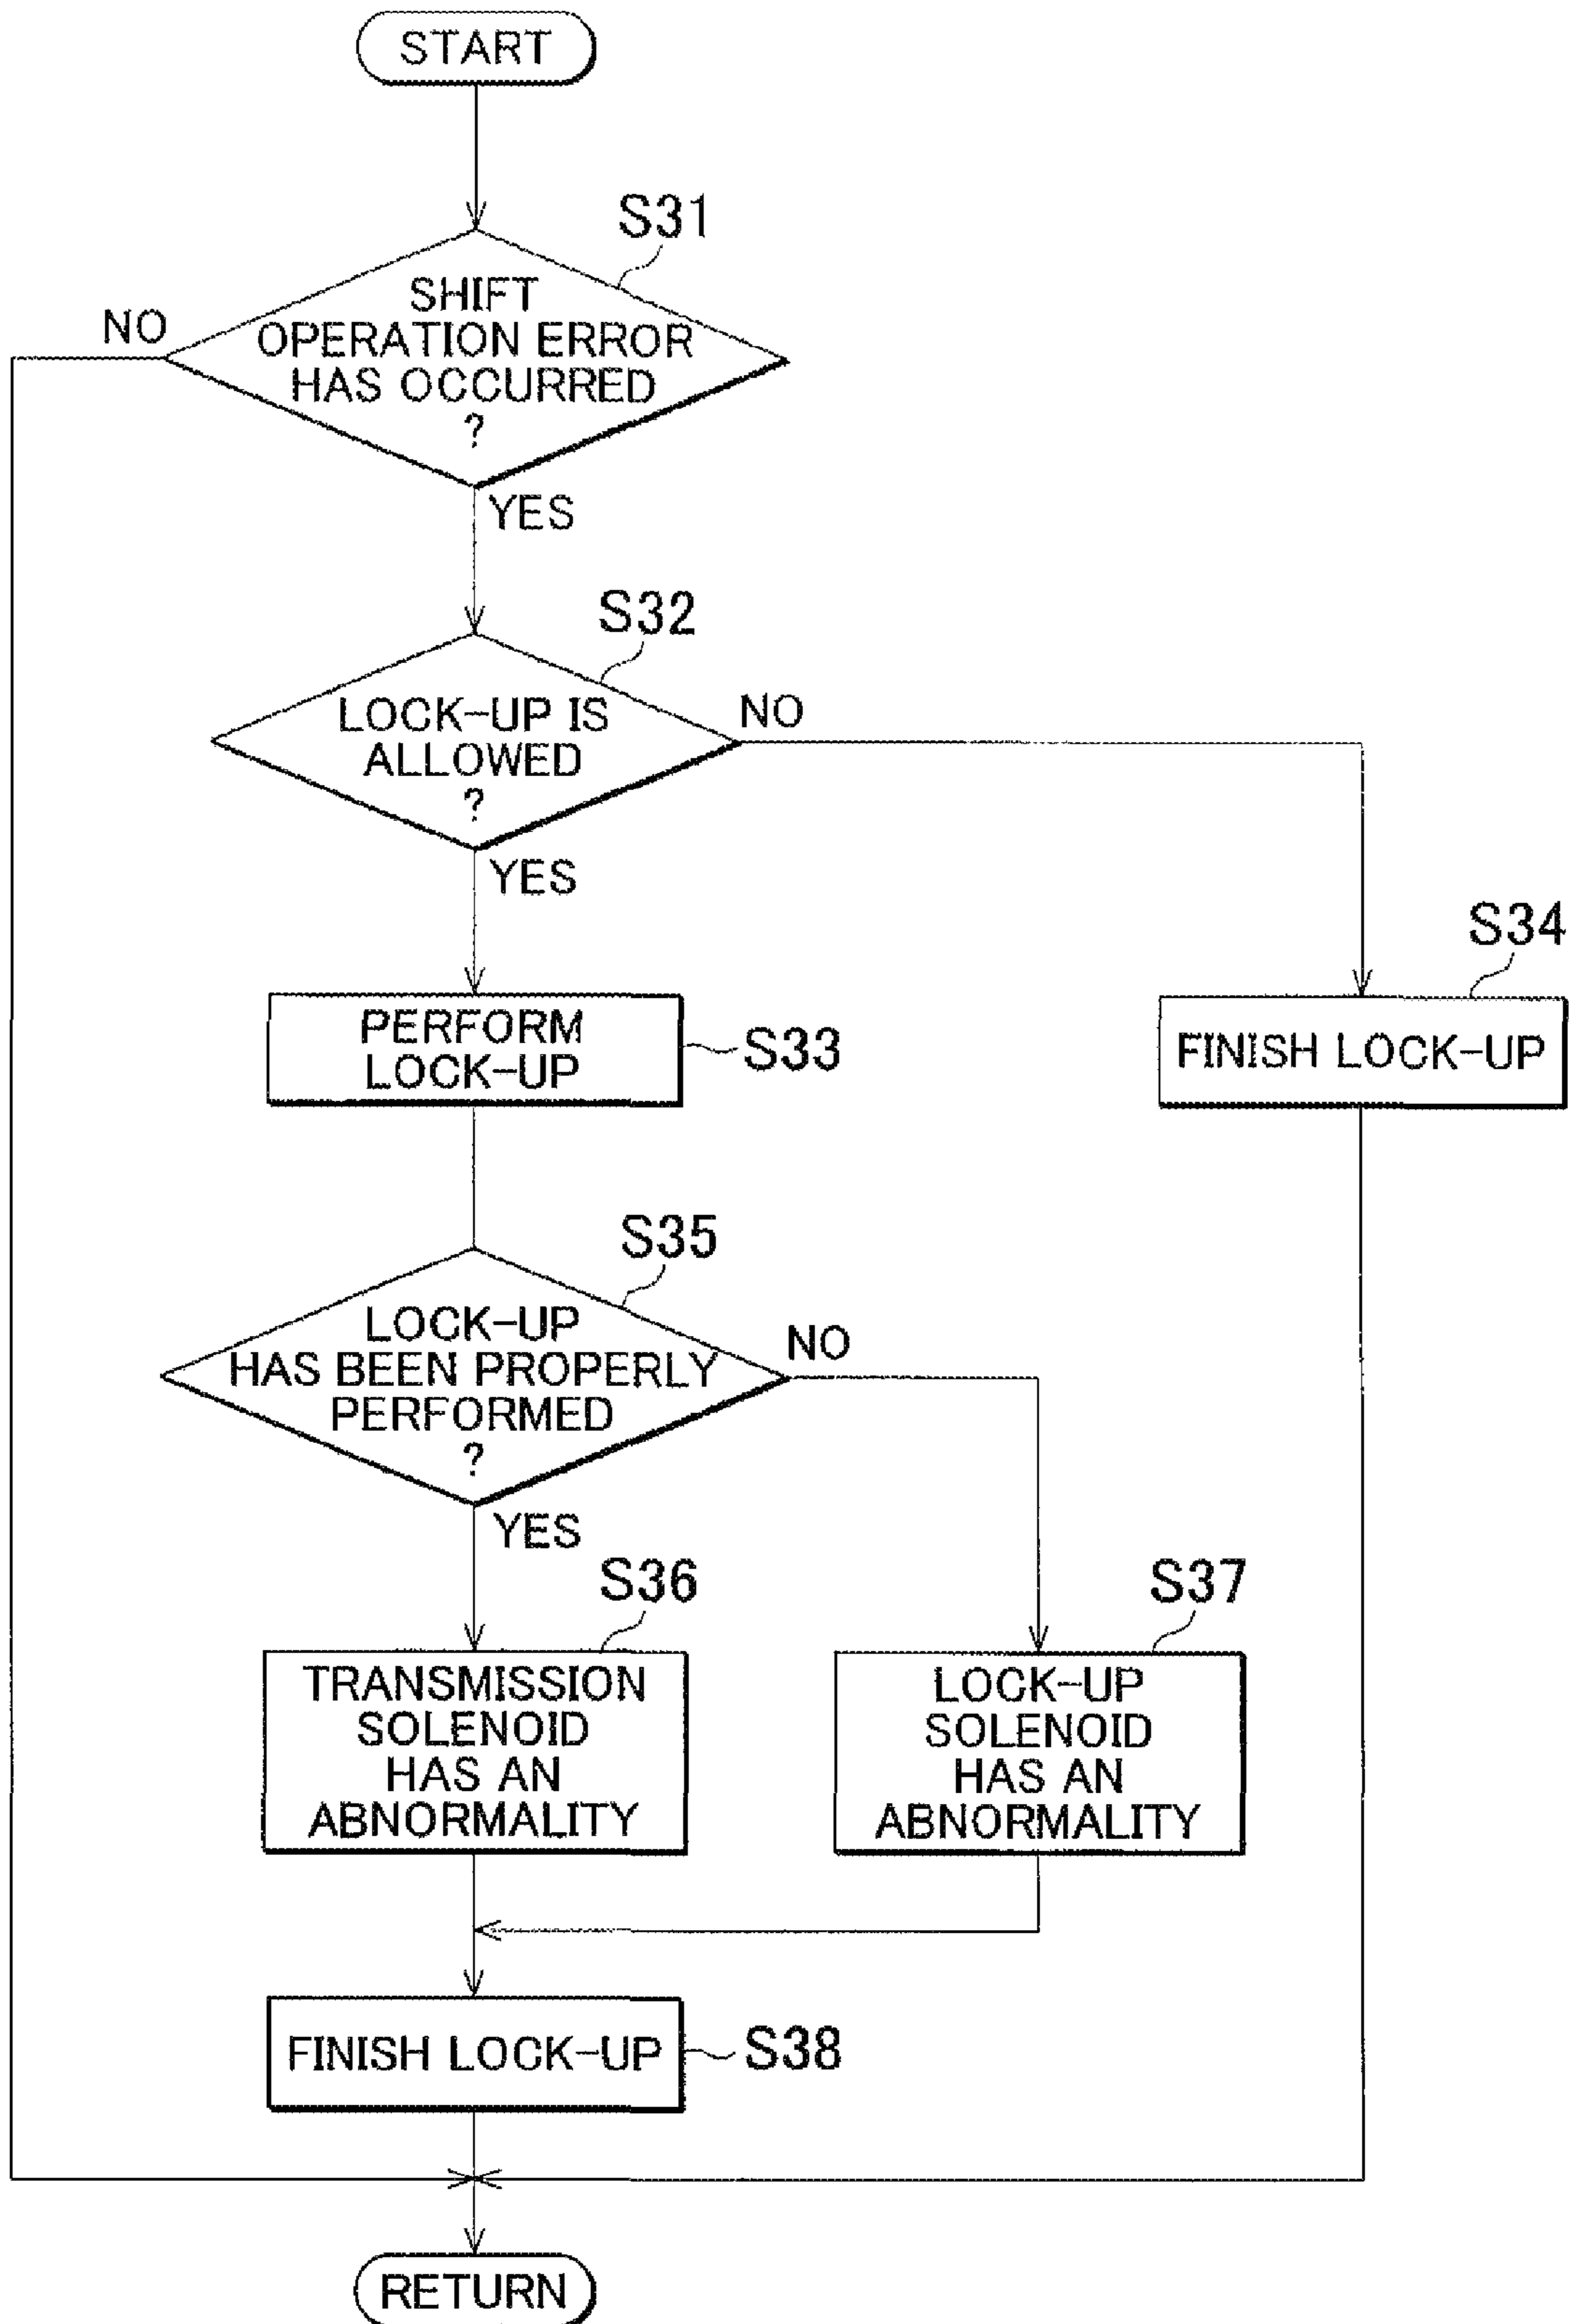 START
S31
SHIFT
OPERATION ERROR
HAS OCCURRED
?
NO
YES
S32
LOCK-UP IS
ALLOWED
?
NO
YES
S33
PERFORM
LOCK-UP
S34
FINISH LOCK-UP
S35
LOCK-UP
HAS BEEN PROPERLY
PERFORMED
?
NO
YES
S36
TRANSMISSION
SOLENOID
HAS AN
ABNORMALITY
S37
LOCK-UP
SOLENOID
HAS AN
ABNORMALITY
FINISH LOCK-UP
S38
RETURN